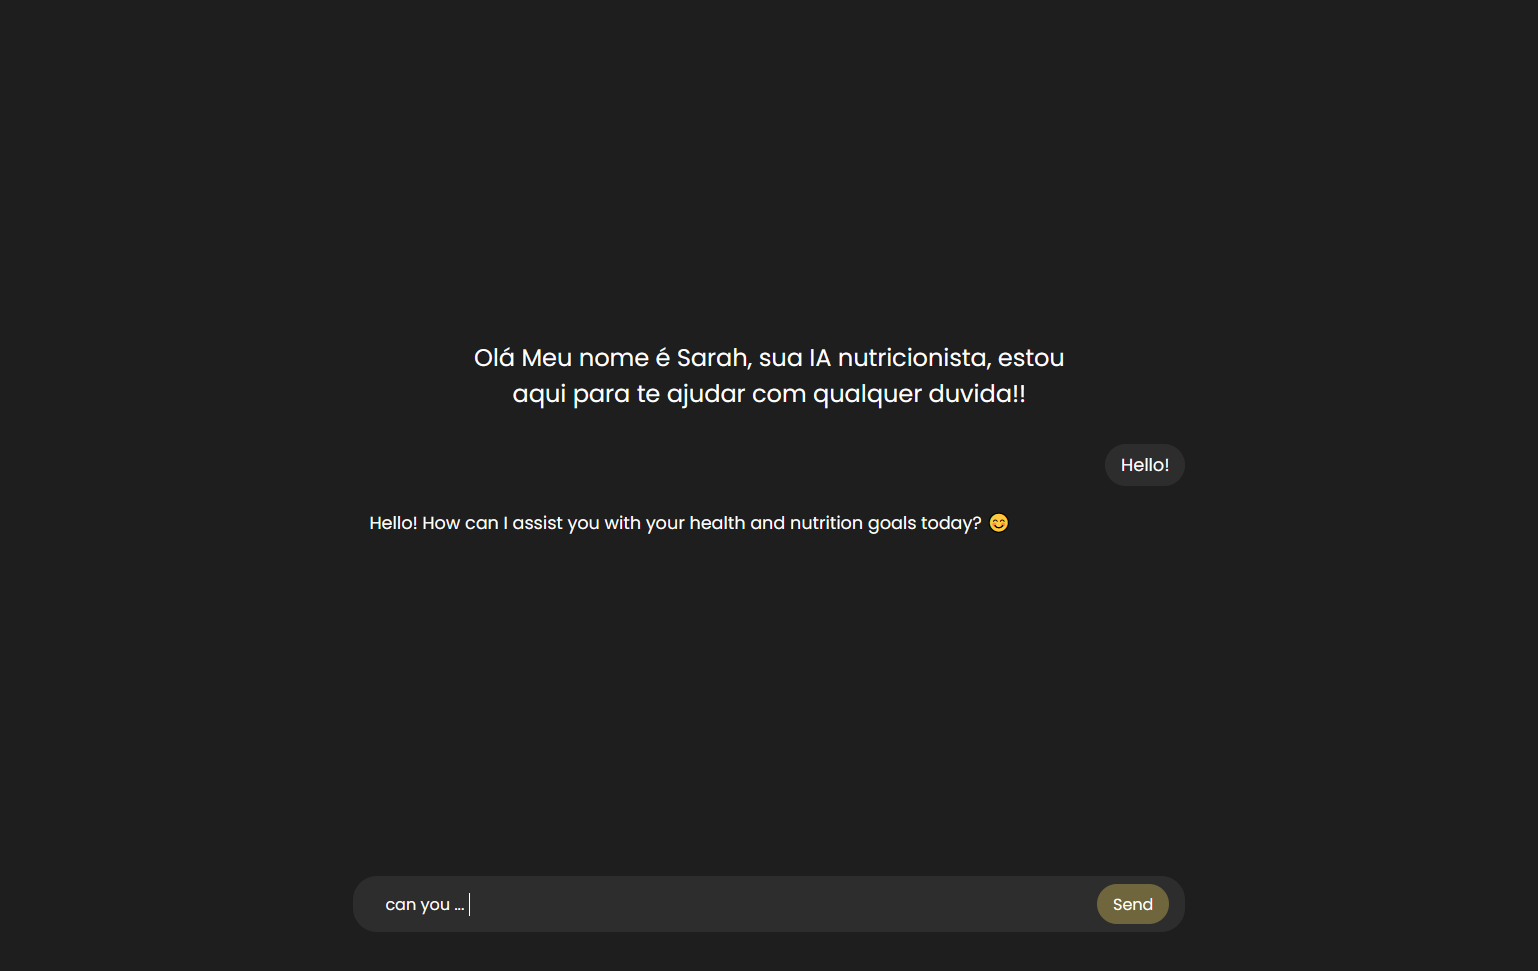 Olá Meu nome é Sarah, sua IA nutricionista, estou
aqui para te ajudar com qualquer duvida!!
Hello!
Hello! How can I assist you with your health and nutrition goals today? 😊
can you ...
Send